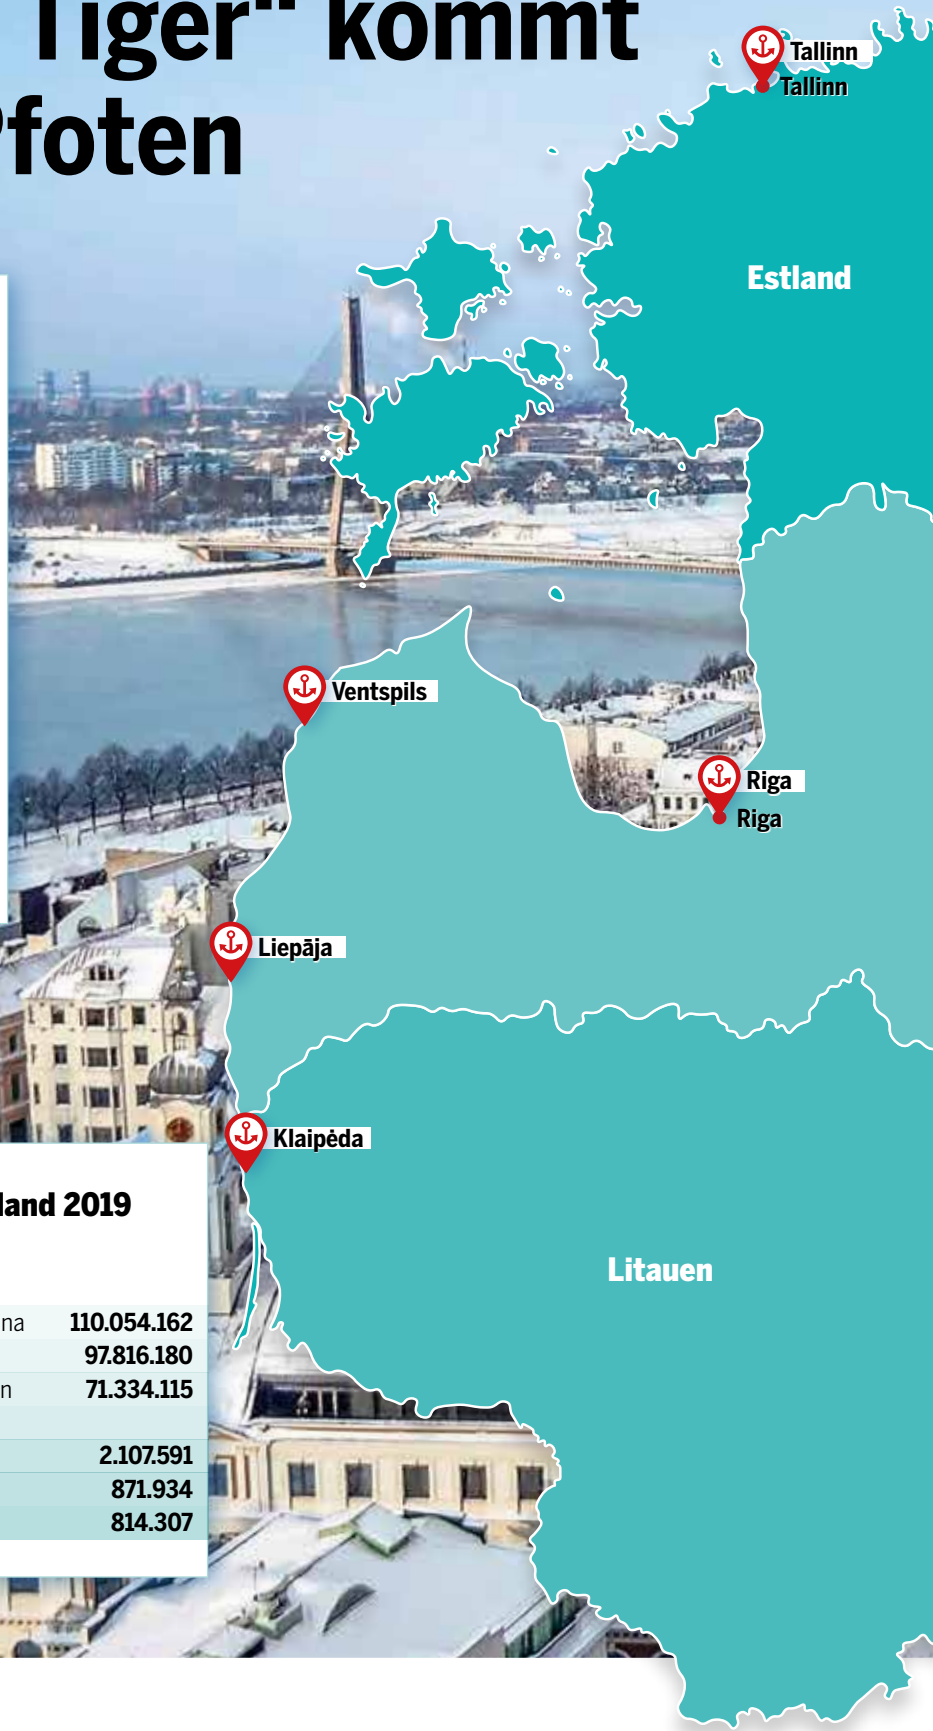 Tiger“ kommt
foten
Tallinn
Tallinn
Estland
Ventspils
Riga
Riga
Liepāja
Klaipėda
land 2019
Litauen
na 110.054.162
97.816.180
n 71.334.115
2.107.591
871.934
814.307